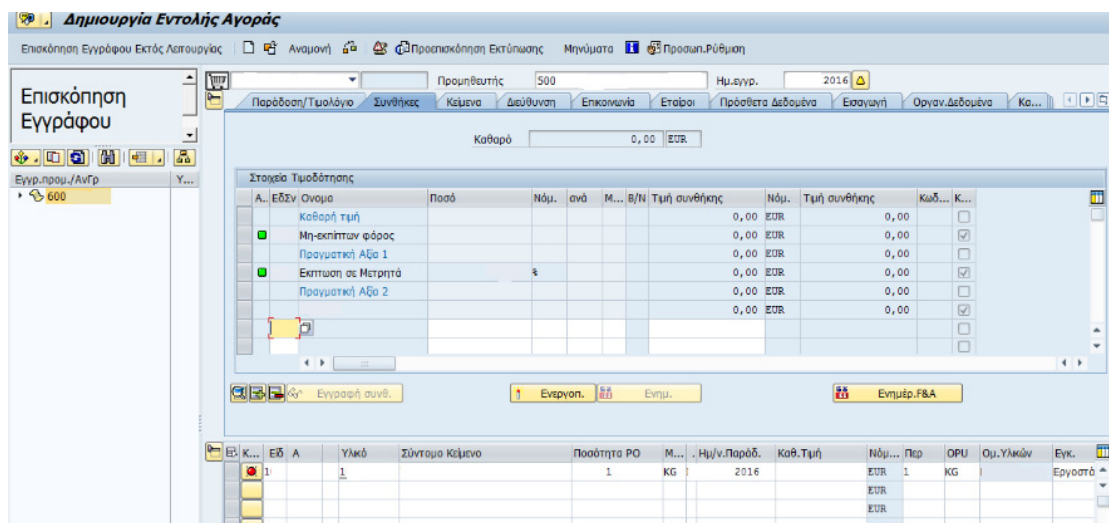 Δημιουργία Εντολής Αγοράς
Επισκόπηση Εγγράφου Εκτός Λειτουργίας Αναμονή Προεπισκόπηση Εκτύπωσης Μηνύματα Προσωπ.Ρύθμιση
Επισκόπηση
Εγγράφου
Εγγρ.προμ./ΑνΓρ Υ...
600
Προμηθευτής 500 Ημ.εγγρ. 2016
Παράδοση/Τιμολόγιο Συνθήκες Κείμενα Διεύθυνση Επικοινωνία Εταίροι Πρόσθετα Δεδομένα Εισαγωγή Οργαν.Δεδομένα Κα...
Καθαρό 0,00 EUR
Στοιχεία Τιμοδότησης
Α.. ΕδΣν Ονομα Ποσό Νόμ. ανά Μ... Β/Ν Τιμή συνθήκης Νόμ. Τιμή συνθήκης Κωδ... Κ...
Καθαρή τιμή 0,00 EUR 0,00
Μη-εκπίπτων φόρος 0,00 EUR 0,00
Πραγματική Αξία 1 0,00 EUR 0,00
Εκπτωση σε Μετρητά % 0,00 EUR 0,00
Πραγματική Αξία 2 0,00 EUR 0,00
0,00 EUR 0,00
Εγγραφή συνθ. Ενεργοπ. Ενημ. Ενημέρ.F&A
Κ... Είδ Α Υλικό Σύντομο Κείμενο Ποσότητα PO Μ... . Ημ/ν.Παράδ. Καθ.Τιμή Νόμ... Περ OPU Ομ.Υλικών Εγκ.
1 1 1 KG 2016 EUR 1 KG Εργοστά
EUR
EUR